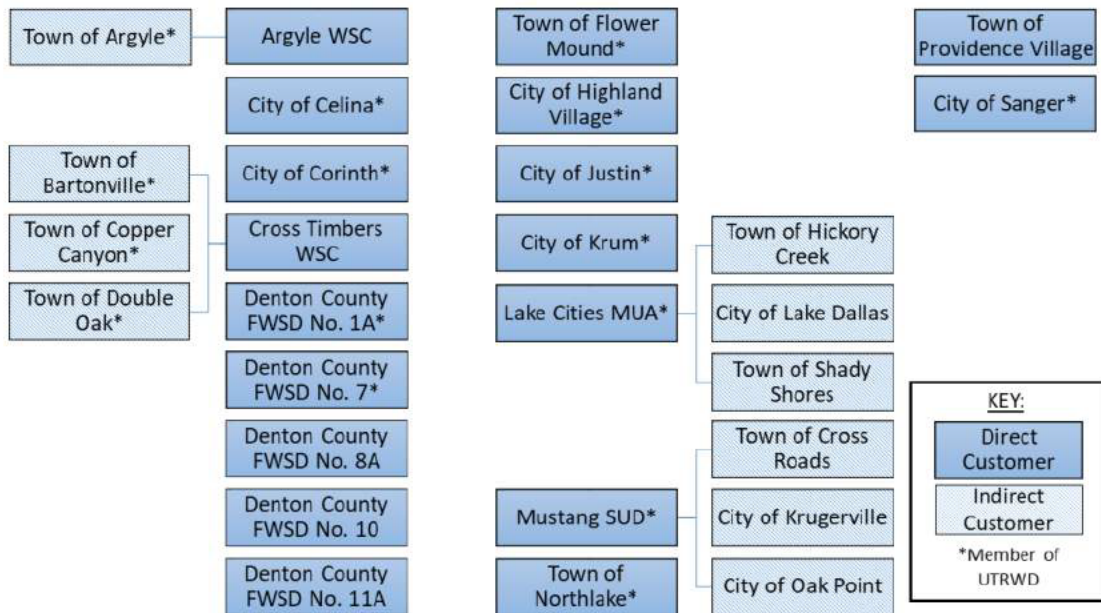 Town of Argyle*
Argyle WSC
City of Celina*
Town of
Bartonville*
City of Corinth*
Town of Copper
Canyon*
Cross Timbers
WSC
Town of Double
Oak*
Denton County
FWSD No. 1A*
Denton County
FWSD No. 7*
Denton County
FWSD No. 8A
Denton County
FWSD No. 10
Denton County
FWSD No. 11A
Town of Flower
Mound*
City of Highland
Village*
City of Justin*
City of Krum*
Lake Cities MUA*
Town of Hickory
Creek
City of Lake Dallas
Town of Shady
Shores
Mustang SUD*
Town of Cross
Roads
City of Krugerville
City of Oak Point
Town of
Northlake*
Town of
Providence Village
City of Sanger*
KEY:
Direct
Customer
Indirect
Customer
*Member of
UTRWD